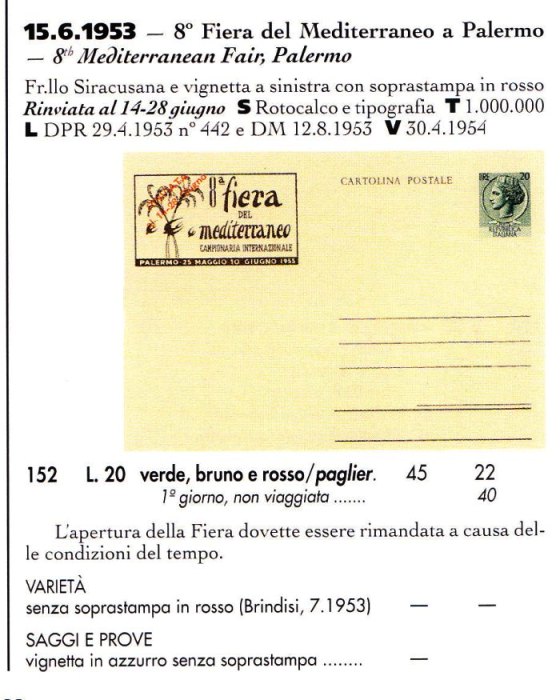 15.6.1953 – 8° Fiera del Mediterraneo a Palermo
– 8th Mediterranean Fair, Palermo
Fr.llo Siracusana e vignetta a sinistra con soprastampa in rosso
Rinviata al 14-28 giugno S Rotocalco e tipografia T 1.000.000
L DPR 29.4.1953 n° 442 e DM 12.8.1953 V 30.4.1954
8ª fiera
DEL
mediterraneo
CAMPIONARIA INTERNAZIONALE
PALERMO-25 MAGGIO 10 GIUGNO 1953
CARTOLINA POSTALE
LIRE 20
REPUBBLICA
ITALIANA
152 L. 20 verde, bruno e rosso/paglier. 45 22
1º giorno, non viaggiata ....... 40
L'apertura della Fiera dovette essere rimandata a causa del-
le condizioni del tempo.
VARIETÀ
senza soprastampa in rosso (Brindisi, 7.1953) — —
SAGGI E PROVE
vignetta in azzurro senza soprastampa ........ —